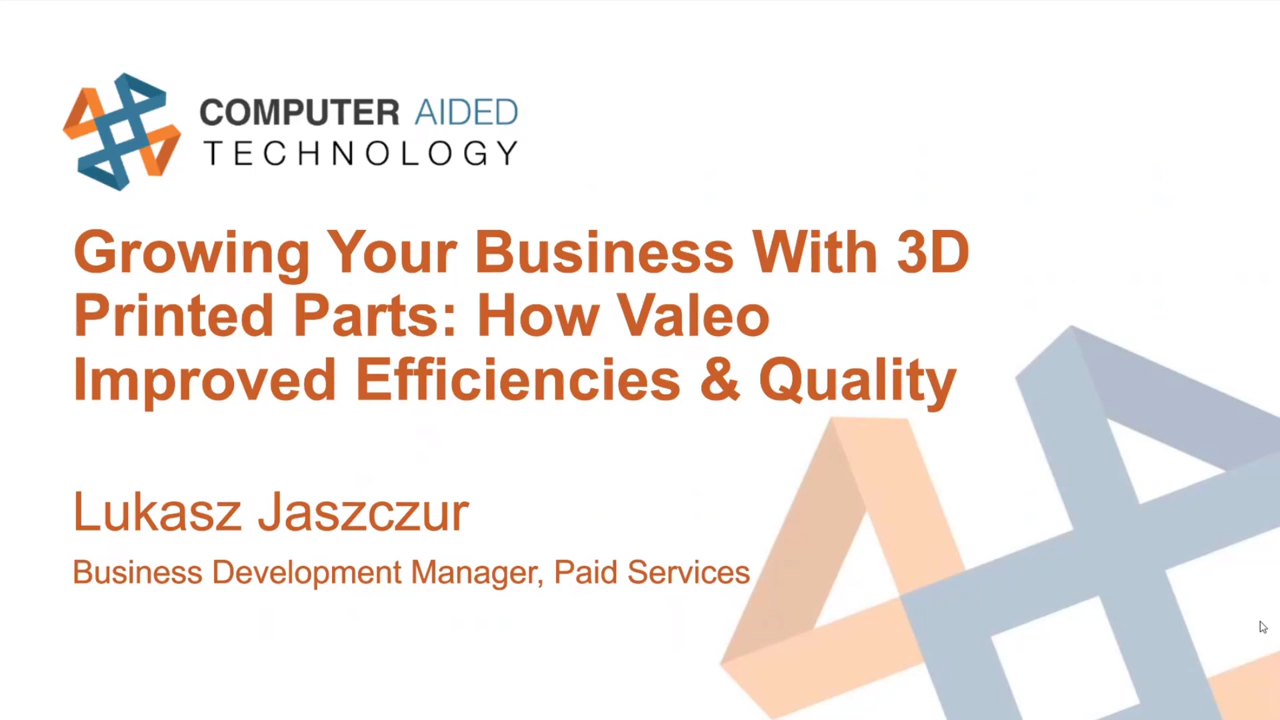 COMPUTER AIDED
TECHNOLOGY
Growing Your Business With 3D
Printed Parts: How Valeo
Improved Efficiencies & Quality
Lukasz Jaszczur
Business Development Manager, Paid Services